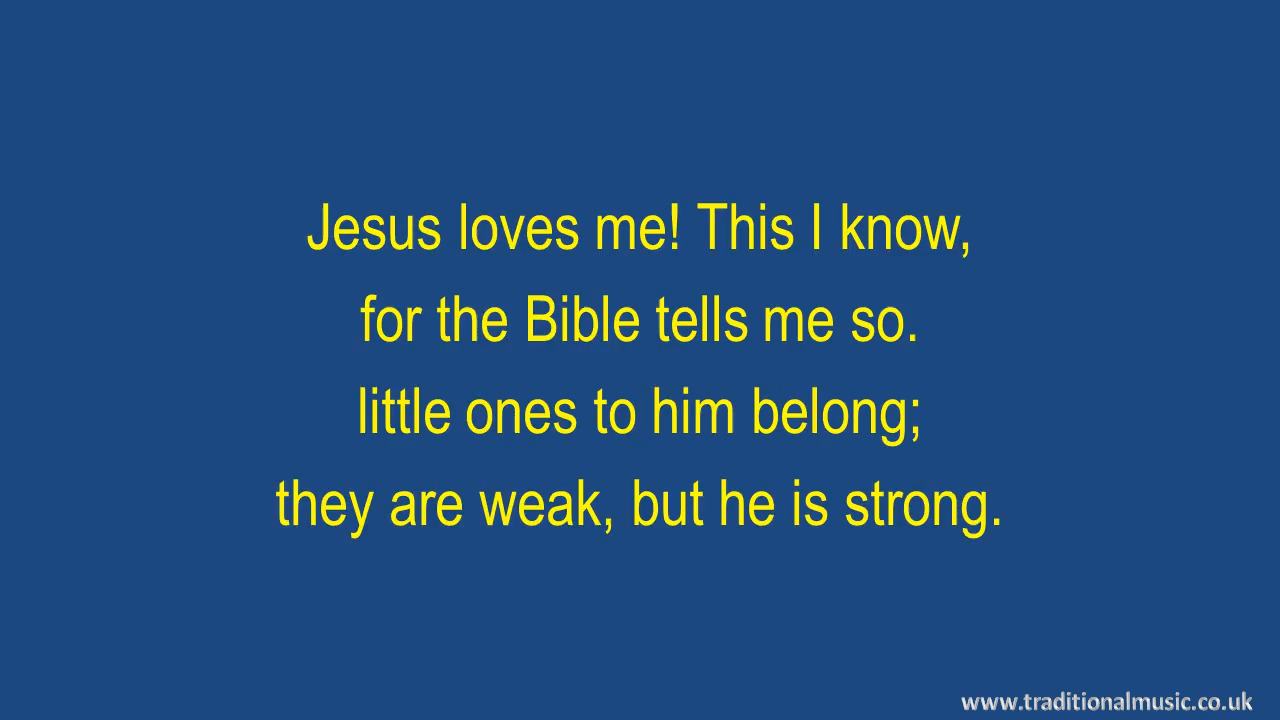 Jesus loves me! This I know,
for the Bible tells me so.
little ones to him belong;
they are weak, but he is strong.
www.traditionalmusic.co.uk